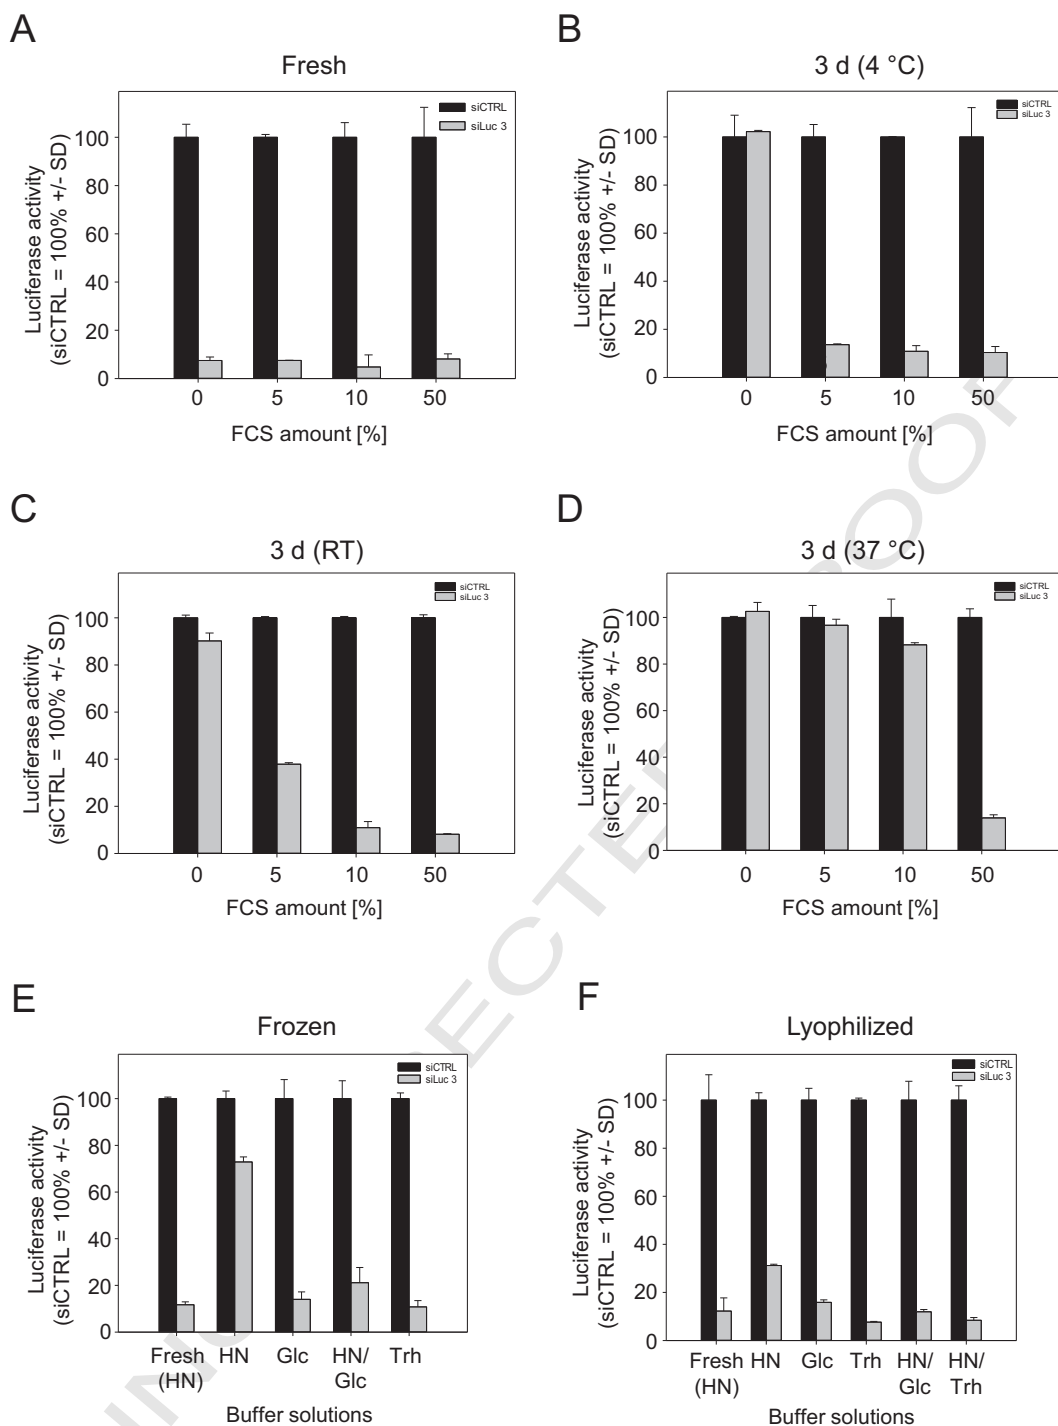 A
Fresh
siCTRL
siLuc 3
Luciferase activity
(siCTRL = 100% +/- SD)
100
80
60
40
20
0
0 5 10 50
FCS amount [%]
B
3 d (4 °C)
siCTRL
siLuc 3
Luciferase activity
(siCTRL = 100% +/- SD)
100
80
60
40
20
0
0 5 10 50
FCS amount [%]
C
3 d (RT)
siCTRL
siLuc 3
Luciferase activity
(siCTRL = 100% +/- SD)
100
80
60
40
20
0
0 5 10 50
FCS amount [%]
D
3 d (37 °C)
siCTRL
siLuc 3
Luciferase activity
(siCTRL = 100% +/- SD)
100
80
60
40
20
0
0 5 10 50
FCS amount [%]
E
Frozen
siCTRL
siLuc 3
Luciferase activity
(siCTRL = 100% +/- SD)
100
80
60
40
20
0
Fresh HN Glc HN/ Trh
(HN) Glc
Buffer solutions
F
Lyophilized
siCTRL
siLuc 3
Luciferase activity
(siCTRL = 100% +/- SD)
100
80
60
40
20
0
Fresh HN Glc Trh HN/ HN/
(HN) Glc Trh
Buffer solutions